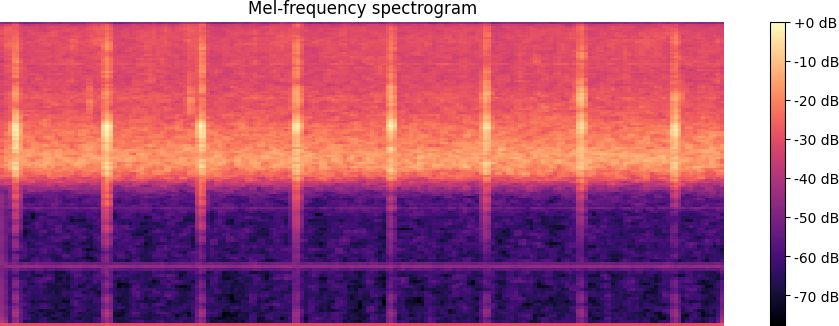 Mel-frequency spectrogram
+0 dB
-10 dB
-20 dB
-30 dB
-40 dB
-50 dB
-60 dB
-70 dB